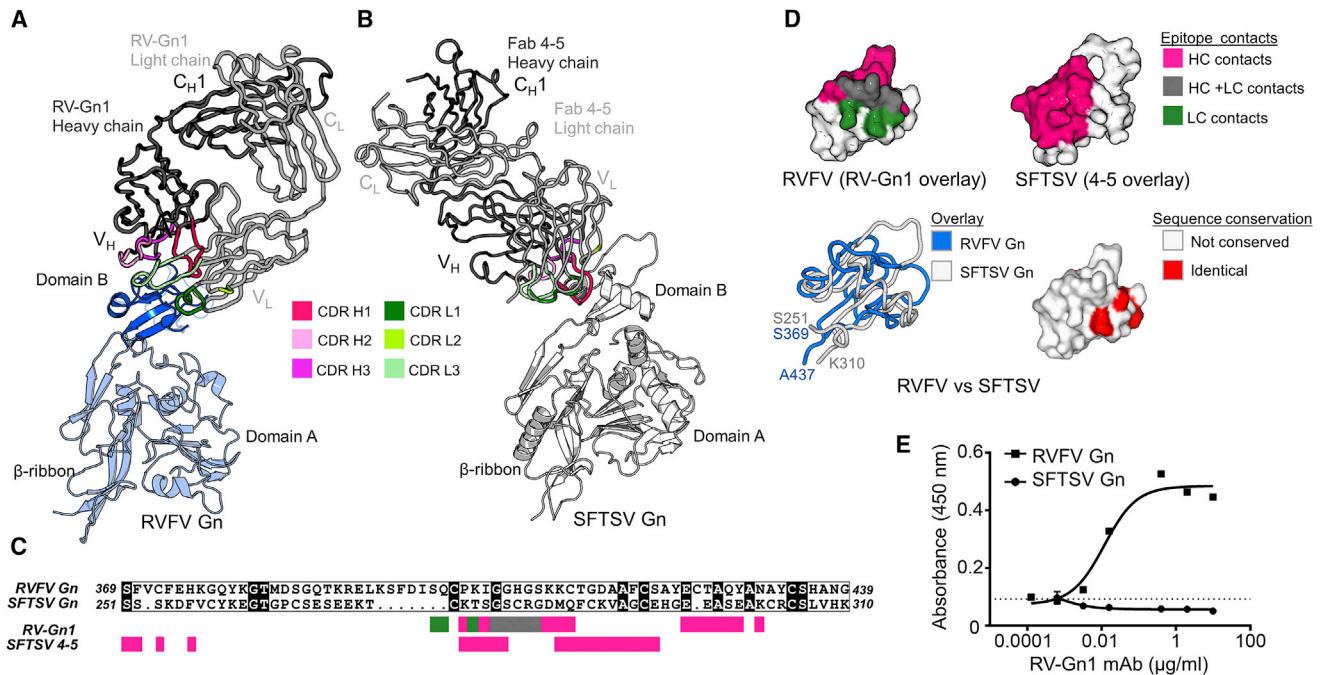 A
RV-Gn1
Light chain
CH1
RV-Gn1
Heavy chain
CL
VH
Domain B
VL
Domain A
β-ribbon
RVFV Gn
CDR H1
CDR H2
CDR H3
CDR L1
CDR L2
CDR L3
B
Fab 4-5
Heavy chain
CH1
Fab 4-5
Light chain
CL
VL
VH
Domain B
Domain A
β-ribbon
SFTSV Gn
C
RVFV Gn 369 SFVCFEHKGQYKGTMDSGQTKRELKSFDISQCPKIGGHGSKKCTGDAAFCSAYECTAQYANAYCSHANG 439
SFTSV Gn 251 SS.SKDFVCYKEGTGPCSESEEKT.......CKTSGSCRGDMQFCKVAGCEHGE.EASEAKCRCSLVHK 310
RV-Gn1
SFTSV 4-5
D
Epitope contacts
HC contacts
HC +LC contacts
LC contacts
RVFV (RV-Gn1 overlay)
SFTSV (4-5 overlay)
Overlay
RVFV Gn
SFTSV Gn
Sequence conservation
Not conserved
Identical
S251
S369
K310
A437
RVFV vs SFTSV
E
RVFV Gn
SFTSV Gn
Absorbance (450 nm)
0.6
0.4
0.2
0
0.0001
0.01
1
100
RV-Gn1 mAb (µg/ml)